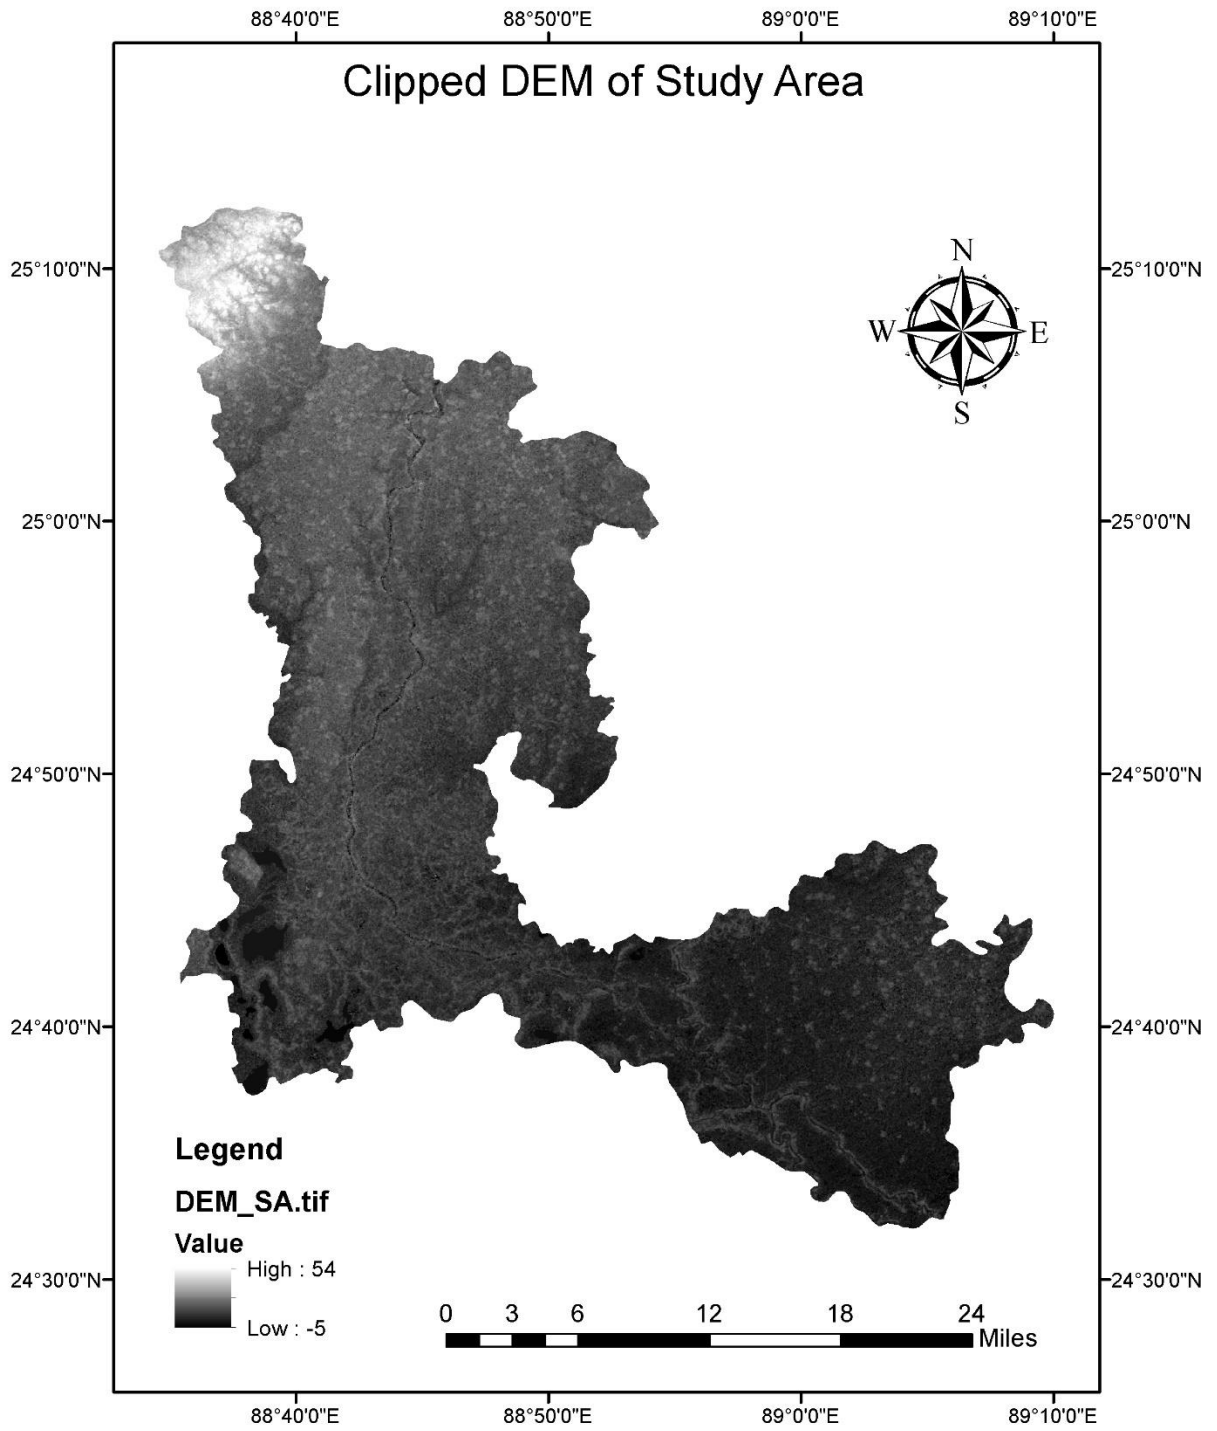 88°40'0"E 88°50'0"E 89°0'0"E 89°10'0"E
Clipped DEM of Study Area
N
W E
S
25°10'0"N 25°10'0"N
25°0'0"N 25°0'0"N
24°50'0"N 24°50'0"N
24°40'0"N 24°40'0"N
Legend
DEM_SA.tif
Value
High : 54
Low : -5
24°30'0"N 24°30'0"N
0 3 6 12 18 24
Miles
88°40'0"E 88°50'0"E 89°0'0"E 89°10'0"E